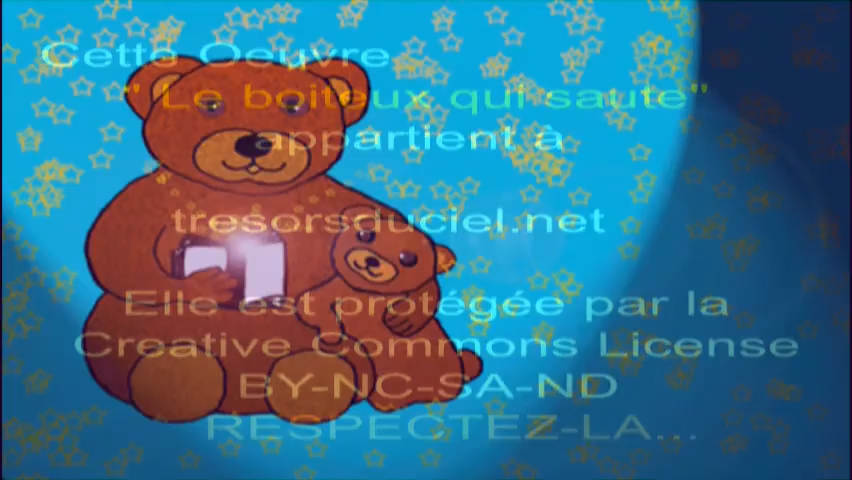 Cette Oeuvre
" Le boiteux qui saute"
appartient à
tresorsduciel.net
Elle est protégée par la
Creative Commons License
BY-NC-SA-ND
RESPECTEZ-LA...